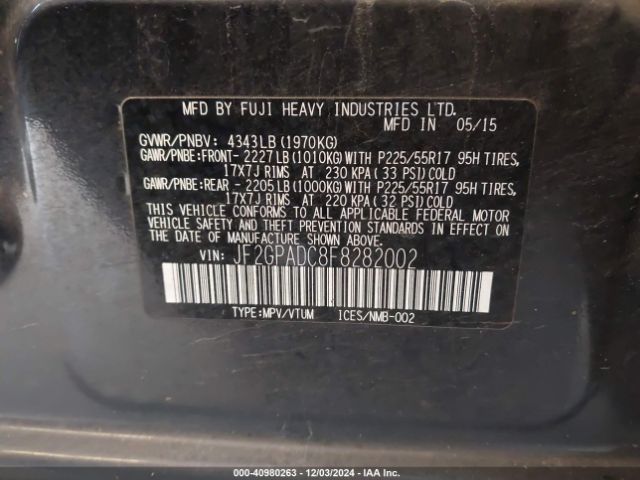 MFD BY FUJI HEAVY INDUSTRIES LTD.
MFD IN 05/15
GVWR/PNBV: 4343LB(1970KG)
GAWR/PNBE:FRONT- 2227LB(1010KG)WITH P225/55R17 95H TIRES,
17X7J RIMS AT 230 KPA( 33 PSI)COLD
GAWR/PNBE:REAR - 2205LB(1000KG)WITH P225/55R17 95H TIRES,
17X7J RIMS AT 220 KPA( 32 PSI)COLD
THIS VEHICLE CONFORMS TO ALL APPLICABLE FEDERAL MOTOR
VEHICLE SAFETY AND THEFT PREVENTION STANDARDS IN EFFECT ON
THE DATE OF MANUFACTURE SHOWN ABOVE.
VIN: JF2GPADC8F8282002
TYPE:MPV/VTUM ICES/NMB-002
000-40980263 - 12/03/2024 - IAA Inc.